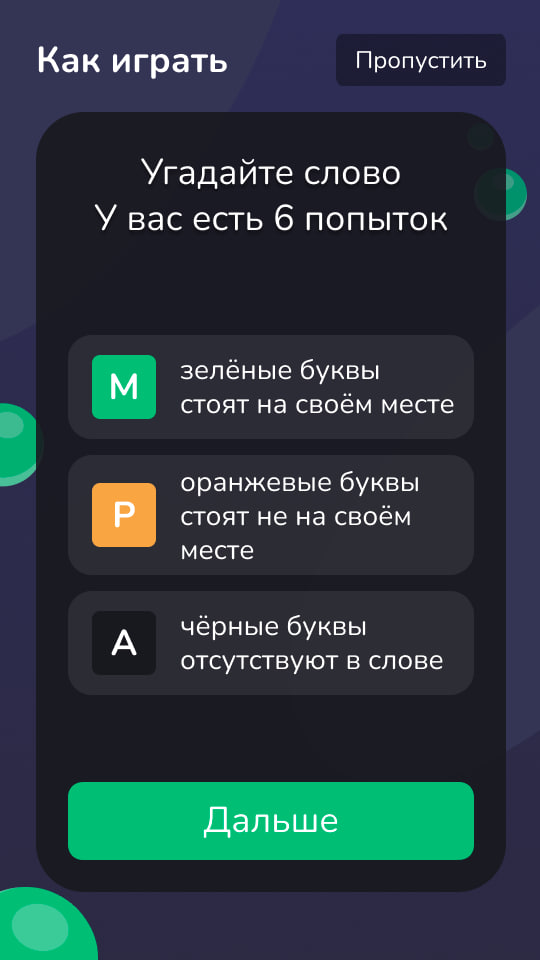 Как играть
Пропустить
Угадайте слово
У вас есть 6 попыток
М
зелёные буквы
стоят на своём месте
Р
оранжевые буквы
стоят не на своём
месте
А
чёрные буквы
отсутствуют в слове
Дальше